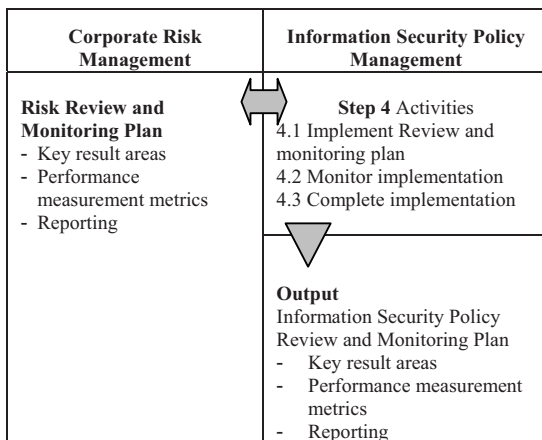 Corporate Risk
Management
Information Security Policy
Management
Risk Review and
Monitoring Plan
- Key result areas
- Performance
measurement metrics
- Reporting
Step 4 Activities
4.1 Implement Review and
monitoring plan
4.2 Monitor implementation
4.3 Complete implementation
Output
Information Security Policy
Review and Monitoring Plan
- Key result areas
- Performance measurement
metrics
- Reporting